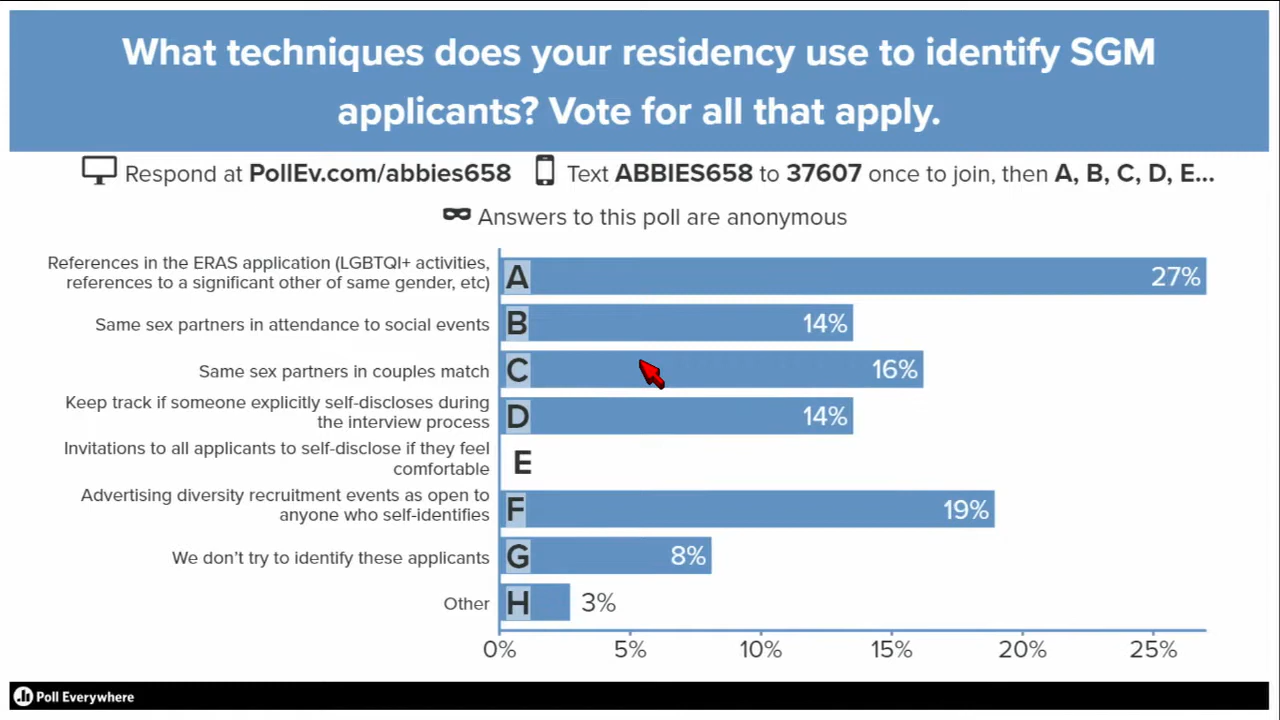 What techniques does your residency use to identify SGM
applicants? Vote for all that apply.
Respond at PollEv.com/abbies658 Text ABBIES658 to 37607 once to join, then A, B, C, D, E...
Answers to this poll are anonymous
References in the ERAS application (LGBTQI+ activities,
references to a significant other of same gender, etc)
A
27%
Same sex partners in attendance to social events
B
14%
Same sex partners in couples match
C
16%
Keep track if someone explicitly self-discloses during
the interview process
D
14%
Invitations to all applicants to self-disclose if they feel
comfortable
E
Advertising diversity recruitment events as open to
anyone who self-identifies
F
19%
We don't try to identify these applicants
G
8%
Other
H
3%
0% 5% 10% 15% 20% 25%
Poll Everywhere